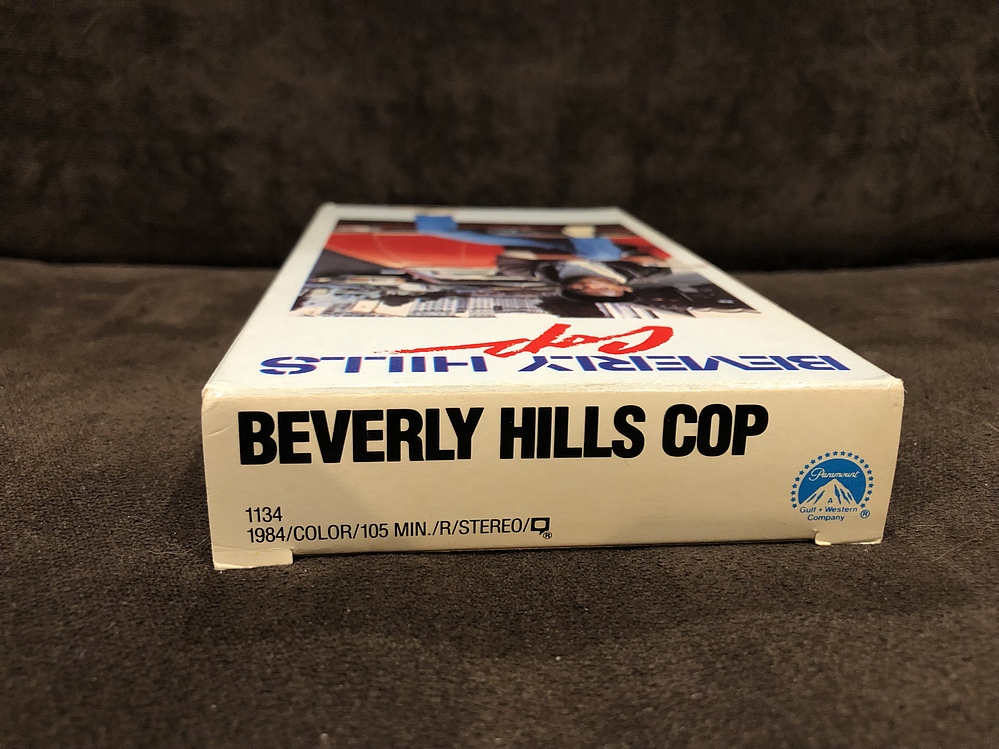 BEVERLY HILLS
Cop
BEVERLY HILLS COP
1134
1984/COLOR/105 MIN./R/STEREO/
®
Paramount
A
Gulf + Western
Company ®